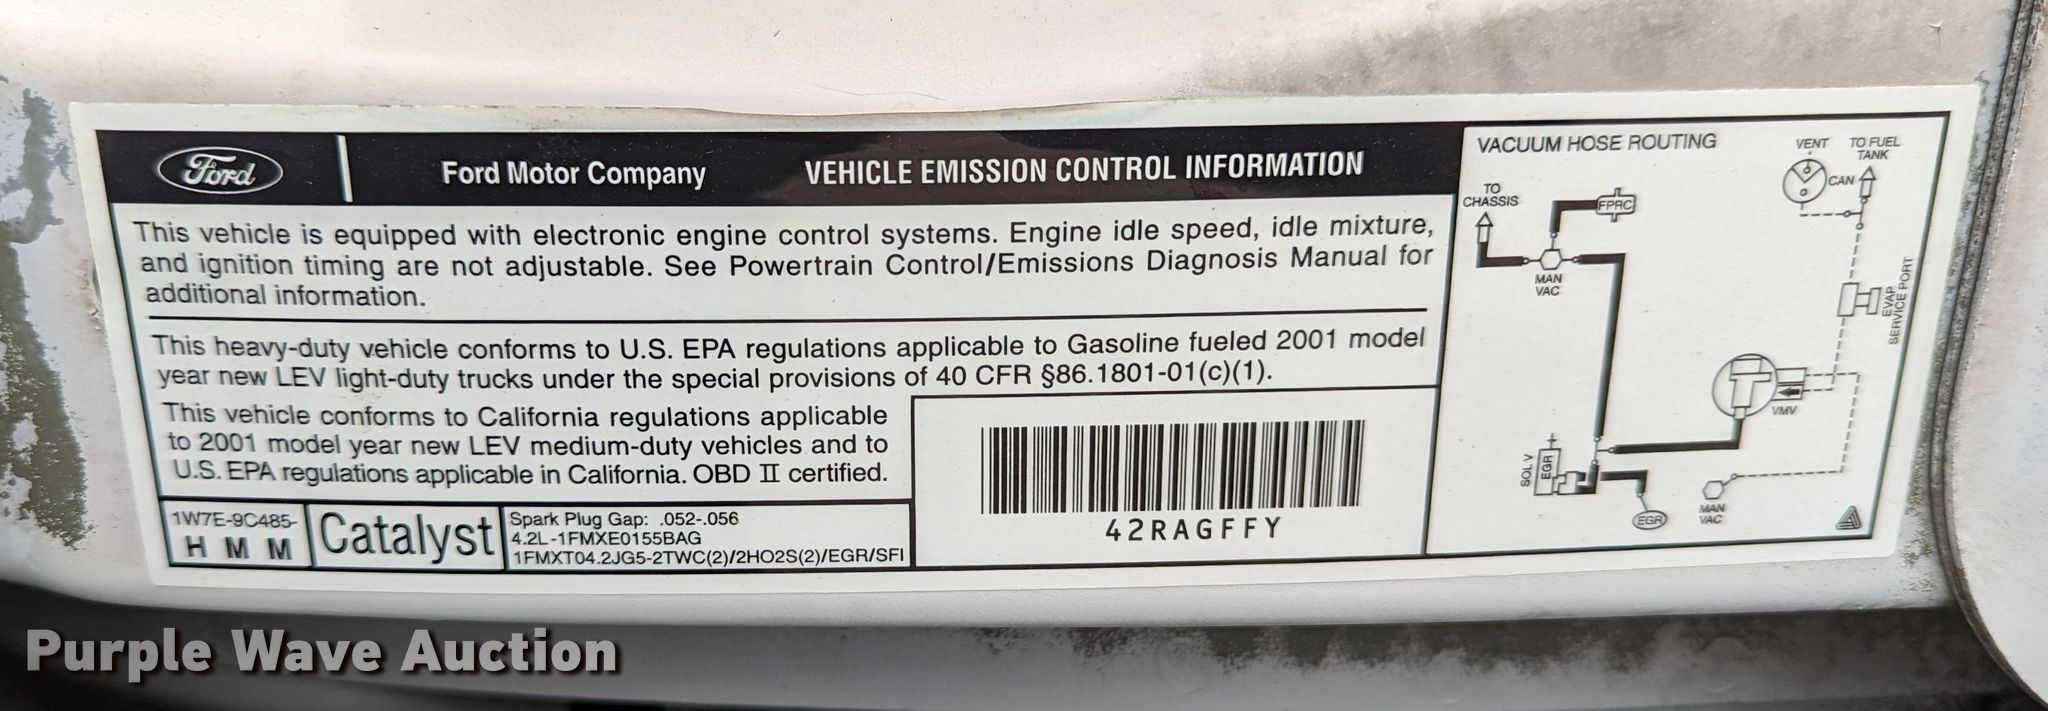 Ford
Ford Motor Company
VEHICLE EMISSION CONTROL INFORMATION
This vehicle is equipped with electronic engine control systems. Engine idle speed, idle mixture,
and ignition timing are not adjustable. See Powertrain Control/Emissions Diagnosis Manual for
additional information.
This heavy-duty vehicle conforms to U.S. EPA regulations applicable to Gasoline fueled 2001 model
year new LEV light-duty trucks under the special provisions of 40 CFR §86.1801-01(c)(1).
This vehicle conforms to California regulations applicable
to 2001 model year new LEV medium-duty vehicles and to
U.S. EPA regulations applicable in California. OBD II certified.
1W7E-9C485-
H M M
Catalyst
Spark Plug Gap: .052-.056
4.2L-1FMXE0155BAG
1FMXT04.2JG5-2TWC(2)/2HO2S(2)/EGR/SFI
42RAGFFY
VACUUM HOSE ROUTING
VENT
TO FUEL
TANK
CAN
TO
CHASSIS
FPRC
MAN
VAC
EVAP
SERVICE PORT
VMV
SOL V
EGR
EGR
MAN
VAC
Purple Wave Auction